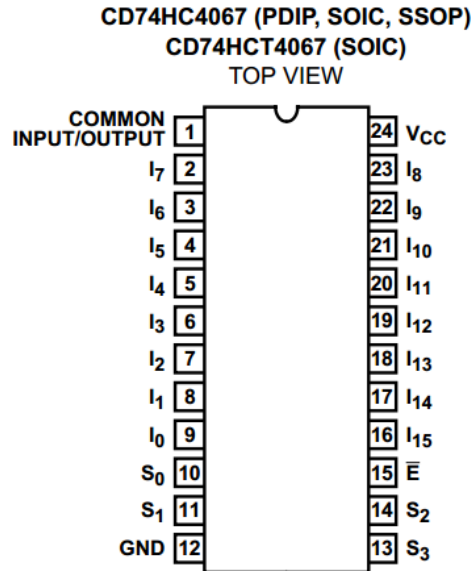 CD74HC4067 (PDIP, SOIC, SSOP)
CD74HCT4067 (SOIC)
TOP VIEW
COMMON
INPUT/OUTPUT 1 24 V_CC
I₇ 2 23 I₈
I₆ 3 22 I₉
I₅ 4 21 I₁₀
I₄ 5 20 I₁₁
I₃ 6 19 I₁₂
I₂ 7 18 I₁₃
I₁ 8 17 I₁₄
I₀ 9 16 I₁₅
S₀ 10 15 E̅
S₁ 11 14 S₂
GND 12 13 S₃